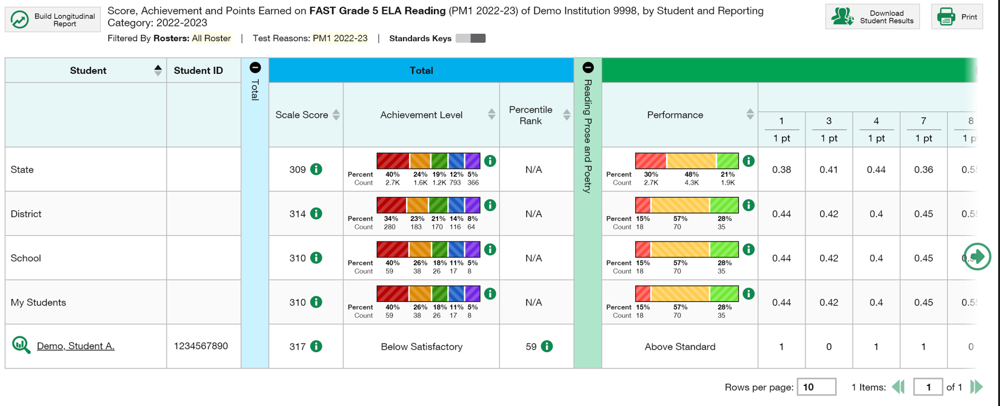 Build Longitudinal
Report
Score, Achievement and Points Earned on FAST Grade 5 ELA Reading (PM1 2022-23) of Demo Institution 9998, by Student and Reporting
Category: 2022-2023
Filtered By Rosters: All Roster | Test Reasons: PM1 2022-23 | Standards Keys
Download
Student Results
Print
Student
Student ID
Total
Total
Reading Prose and Poetry
Scale Score
Achievement Level
Percentile
Rank
Performance
1 3 4 7 8
1 pt 1 pt 1 pt 1 pt 1 p
State
309
Percent 40% 24% 19% 12% 5%
Count 2.7K 1.6K 1.2K 793 366
N/A
Percent 30% 48% 21%
Count 2.7K 4.3K 1.9K
0.38 0.41 0.44 0.36 0.55
District
314
Percent 34% 23% 21% 14% 8%
Count 280 183 170 116 64
N/A
Percent 15% 57% 28%
Count 18 70 35
0.44 0.42 0.4 0.45 0.55
School
310
Percent 40% 26% 18% 11% 5%
Count 59 38 26 17 8
N/A
Percent 15% 57% 28%
Count 18 70 35
0.44 0.42 0.4 0.45
My Students
310
Percent 40% 26% 18% 11% 5%
Count 59 38 26 17 8
N/A
Percent 15% 57% 28%
Count 18 70 35
0.44 0.42 0.4 0.45 0.55
Demo, Student A.
1234567890
317
Below Satisfactory
59
Above Standard
1 0 1 1 0
Rows per page: 10 1 Items: 1 of 1